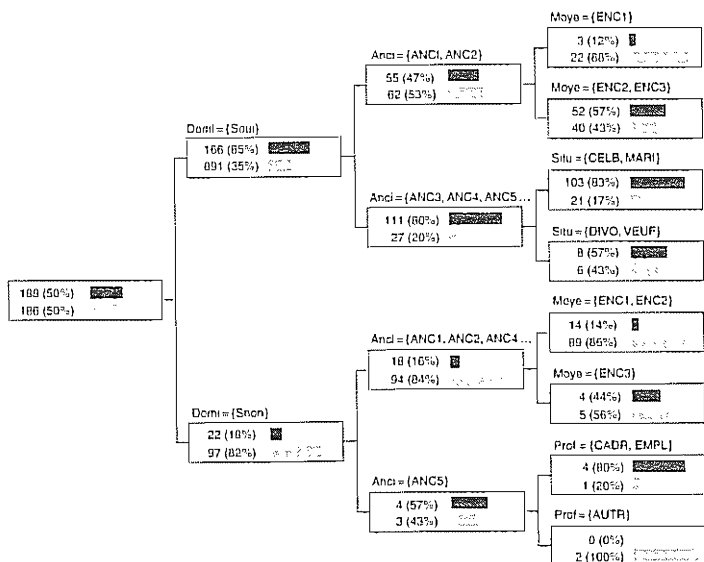 Moye = {ENC1}
3 (12%)
22 (88%)
Anci = {ANCI, ANC2}
55 (47%)
62 (53%)
Moye = {ENC2, ENC3}
52 (57%)
40 (43%)
Domi = {Soui}
166 (65%)
891 (35%)
Situ = {CELB, MARI}
103 (83%)
21 (17%)
Anci = {ANC3, ANC4, ANC5...
111 (80%)
27 (20%)
Situ = {DIVO, VEUF}
8 (57%)
6 (43%)
188 (50%)
186 (50%)
Moye = {ENC1, ENC2}
14 (14%)
89 (86%)
Anci = {ANC1, ANC2, ANC4...
18 (16%)
94 (84%)
Moye = {ENC3}
4 (44%)
5 (56%)
Domi = {Snon}
22 (18%)
97 (82%)
Prof = {CADR, EMPL}
4 (80%)
1 (20%)
Anci = {ANC5}
4 (57%)
3 (43%)
Prof = {AUTR}
0 (0%)
2 (100%)